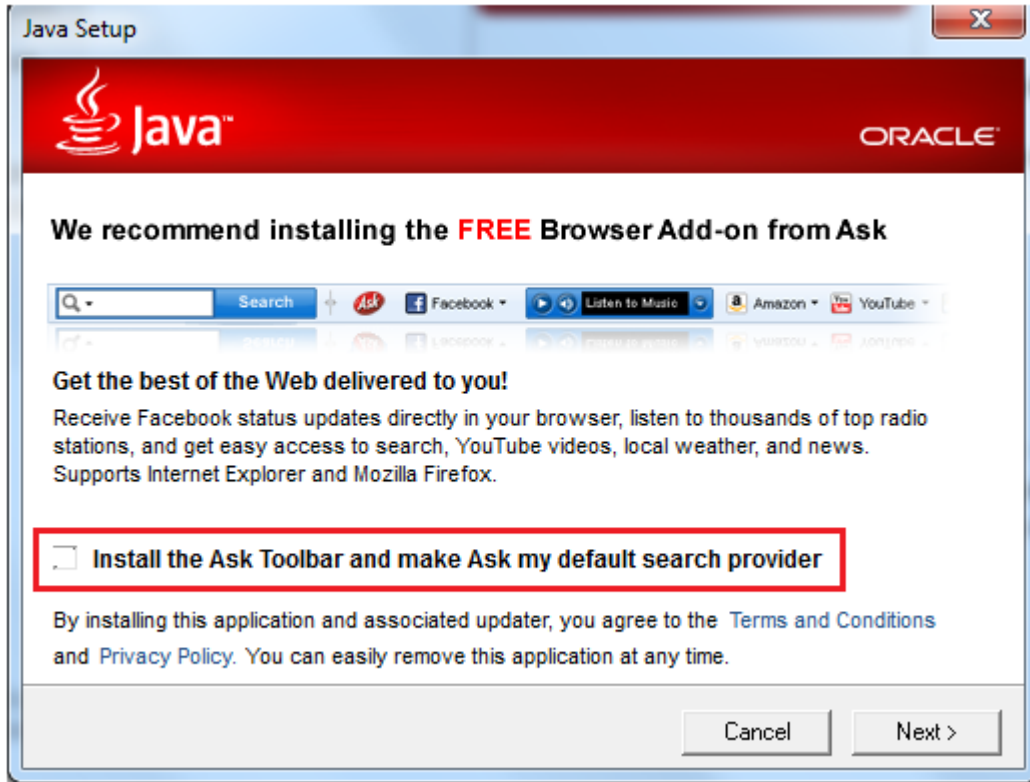 Java Setup
Java™
ORACLE®
We recommend installing the FREE Browser Add-on from Ask
Search Ask Facebook Listen to Music Amazon YouTube
Get the best of the Web delivered to you!
Receive Facebook status updates directly in your browser, listen to thousands of top radio
stations, and get easy access to search, YouTube videos, local weather, and news.
Supports Internet Explorer and Mozilla Firefox.
Install the Ask Toolbar and make Ask my default search provider
By installing this application and associated updater, you agree to the Terms and Conditions
and Privacy Policy. You can easily remove this application at any time.
Cancel Next >